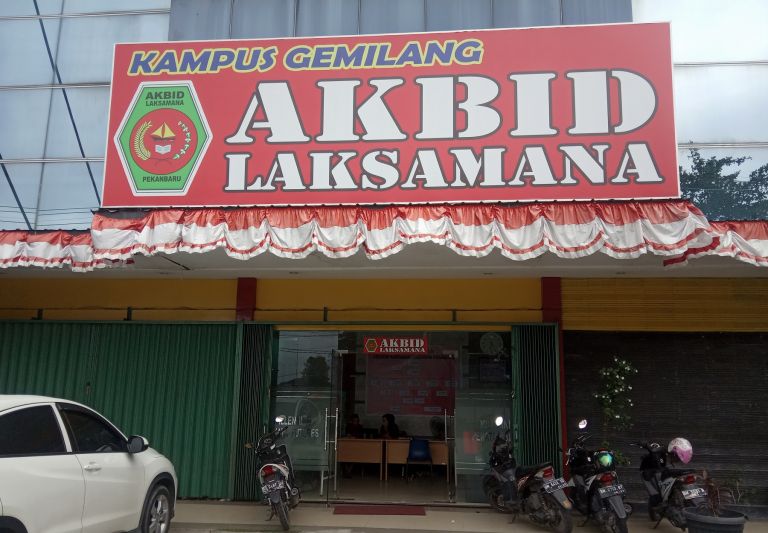 KAMPUS GEMILANG
AKBID
LAKSAMANA
AKBID
LAKSAMANA
PEKANBARU
AKBID
LAKSAMANA